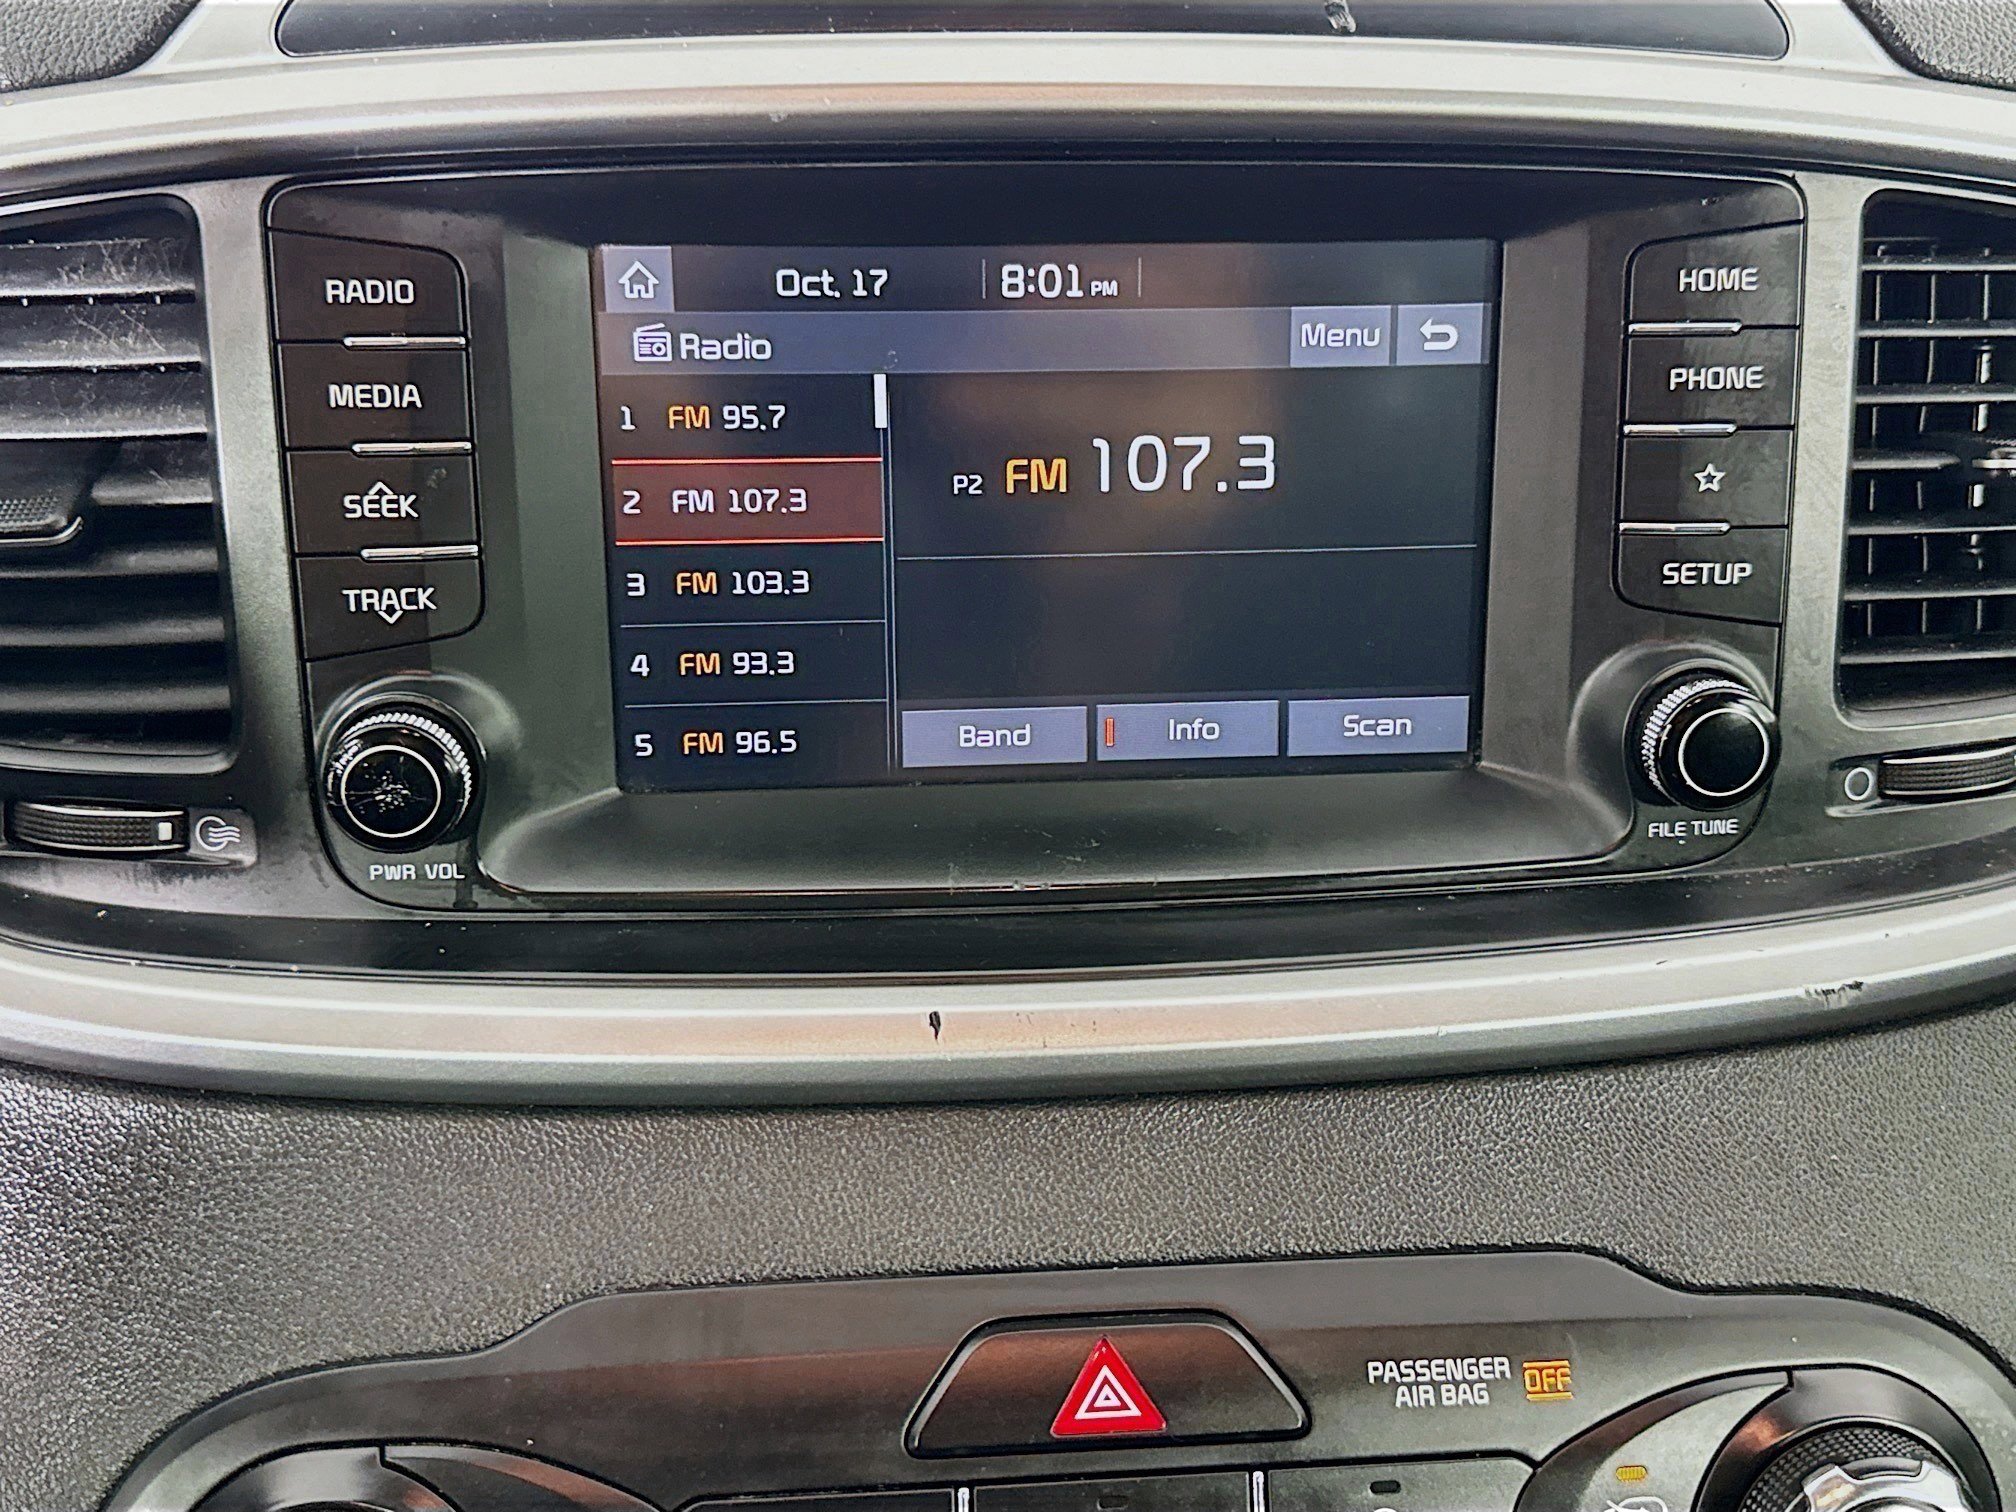 Oct. 17 8:01 PM
Radio Menu
1 FM 95.7
2 FM 107.3
3 FM 103.3
4 FM 93.3
5 FM 96.5
P2 FM 107.3
Band Info Scan
RADIO
MEDIA
SEEK
TRACK
PWR VOL
HOME
PHONE
SETUP
FILE TUNE
PASSENGER
AIR BAG OFF